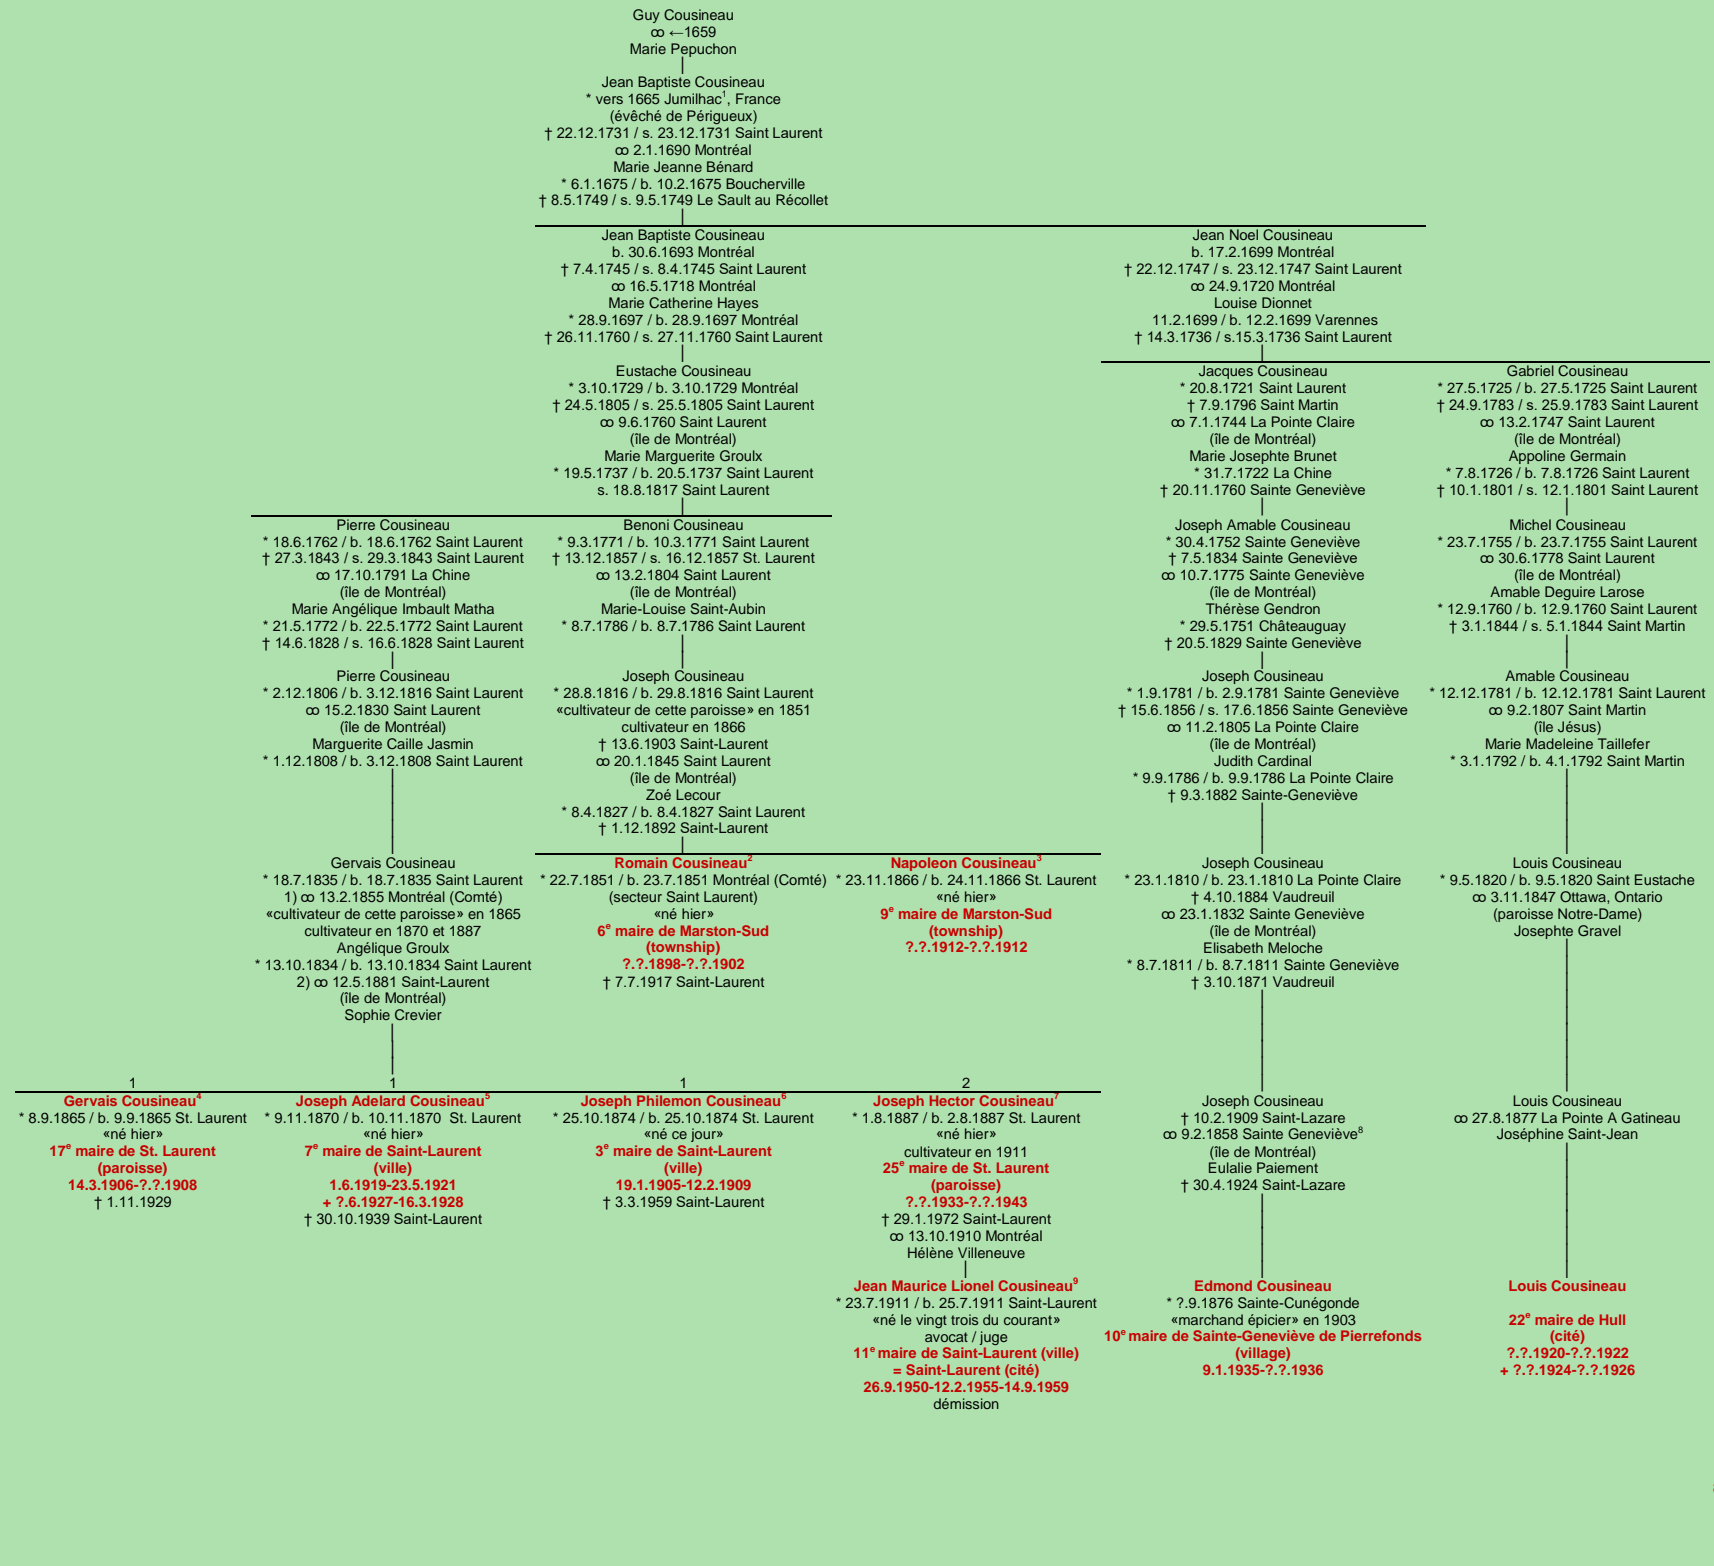 Guy Cousineau
∞ ←1659
Marie Pepuchon
Jean Baptiste Cousineau
* vers 1665 Jumilhac¹, France
(évêché de Périgueux)
† 22.12.1731 / s. 23.12.1731 Saint Laurent
∞ 2.1.1690 Montréal
Marie Jeanne Bénard
* 6.1.1675 / b. 10.2.1675 Boucherville
† 8.5.1749 / s. 9.5.1749 Le Sault au Récollet
Jean Baptiste Cousineau
b. 30.6.1693 Montréal
† 7.4.1745 / s. 8.4.1745 Saint Laurent
∞ 16.5.1718 Montréal
Marie Catherine Hayes
* 28.9.1697 / b. 28.9.1697 Montréal
† 26.11.1760 / s. 27.11.1760 Saint Laurent
Jean Noel Cousineau
b. 17.2.1699 Montréal
† 22.12.1747 / s. 23.12.1747 Saint Laurent
∞ 24.9.1720 Montréal
Louise Dionnet
11.2.1699 / b. 12.2.1699 Varennes
† 14.3.1736 / s.15.3.1736 Saint Laurent
Eustache Cousineau
* 3.10.1729 / b. 3.10.1729 Montréal
† 24.5.1805 / s. 25.5.1805 Saint Laurent
∞ 9.6.1760 Saint Laurent
(île de Montréal)
Marie Marguerite Groulx
* 19.5.1737 / b. 20.5.1737 Saint Laurent
s. 18.8.1817 Saint Laurent
Jacques Cousineau
* 20.8.1721 Saint Laurent
† 7.9.1796 Saint Martin
∞ 7.1.1744 La Pointe Claire
(île de Montréal)
Marie Josephte Brunet
* 31.7.1722 La Chine
† 20.11.1760 Sainte Geneviève
Gabriel Cousineau
* 27.5.1725 / b. 27.5.1725 Saint Laurent
† 24.9.1783 / s. 25.9.1783 Saint Laurent
∞ 13.2.1747 Saint Laurent
(île de Montréal)
Appoline Germain
* 7.8.1726 / b. 7.8.1726 Saint Laurent
† 10.1.1801 / s. 12.1.1801 Saint Laurent
Pierre Cousineau
* 18.6.1762 / b. 18.6.1762 Saint Laurent
† 27.3.1843 / s. 29.3.1843 Saint Laurent
∞ 17.10.1791 La Chine
(île de Montréal)
Marie Angélique Imbault Matha
* 21.5.1772 / b. 22.5.1772 Saint Laurent
† 14.6.1828 / s. 16.6.1828 Saint Laurent
Benoni Cousineau
* 9.3.1771 / b. 10.3.1771 Saint Laurent
† 13.12.1857 / s. 16.12.1857 St. Laurent
∞ 13.2.1804 Saint Laurent
(île de Montréal)
Marie-Louise Saint-Aubin
* 8.7.1786 / b. 8.7.1786 Saint Laurent
Joseph Amable Cousineau
* 30.4.1752 Sainte Geneviève
† 7.5.1834 Sainte Geneviève
∞ 10.7.1775 Sainte Geneviève
(île de Montréal)
Thérèse Gendron
* 29.5.1751 Châteauguay
† 20.5.1829 Sainte Geneviève
Michel Cousineau
* 23.7.1755 / b. 23.7.1755 Saint Laurent
∞ 30.6.1778 Saint Laurent
(île de Montréal)
Amable Deguire Larose
* 12.9.1760 / b. 12.9.1760 Saint Laurent
† 3.1.1844 / s. 5.1.1844 Saint Martin
Pierre Cousineau
* 2.12.1806 / b. 3.12.1816 Saint Laurent
∞ 15.2.1830 Saint Laurent
(île de Montréal)
Marguerite Caille Jasmin
* 1.12.1808 / b. 3.12.1808 Saint Laurent
Joseph Cousineau
* 28.8.1816 / b. 29.8.1816 Saint Laurent
«cultivateur de cette paroisse» en 1851
cultivateur en 1866
† 13.6.1903 Saint-Laurent
∞ 20.1.1845 Saint Laurent
(île de Montréal)
Zoé Lecour
* 8.4.1827 / b. 8.4.1827 Saint Laurent
† 1.12.1892 Saint-Laurent
Joseph Cousineau
* 1.9.1781 / b. 2.9.1781 Sainte Geneviève
† 15.6.1856 / s. 17.6.1856 Sainte Geneviève
∞ 11.2.1805 La Pointe Claire
(île de Montréal)
Judith Cardinal
* 9.9.1786 / b. 9.9.1786 La Pointe Claire
† 9.3.1882 Sainte-Geneviève
Amable Cousineau
* 12.12.1781 / b. 12.12.1781 Saint Laurent
∞ 9.2.1807 Saint Martin
(île Jésus)
Marie Madeleine Taillefer
* 3.1.1792 / b. 4.1.1792 Saint Martin
Gervais Cousineau
* 18.7.1835 / b. 18.7.1835 Saint Laurent
1) ∞ 13.2.1855 Montréal (Comté)
«cultivateur de cette paroisse» en 1865
cultivateur en 1870 et 1887
Angélique Groulx
* 13.10.1834 / b. 13.10.1834 Saint Laurent
2) ∞ 12.5.1881 Saint-Laurent
(île de Montréal)
Sophie Crevier
Romain Cousineau²
* 22.7.1851 / b. 23.7.1851 Montréal (Comté)
(secteur Saint Laurent)
«né hier»
6e maire de Marston-Sud
(township)
?.?.1898-?.?.1902
† 7.7.1917 Saint-Laurent
Napoleon Cousineau³
* 23.11.1866 / b. 24.11.1866 St. Laurent
«né hier»
9e maire de Marston-Sud
(township)
?.?.1912-?.?.1912
Joseph Cousineau
* 23.1.1810 / b. 23.1.1810 La Pointe Claire
† 4.10.1884 Vaudreuil
∞ 23.1.1832 Sainte Geneviève
(île de Montréal)
Elisabeth Meloche
* 8.7.1811 / b. 8.7.1811 Sainte Geneviève
† 3.10.1871 Vaudreuil
Louis Cousineau
* 9.5.1820 / b. 9.5.1820 Saint Eustache
∞ 3.11.1847 Ottawa, Ontario
(paroisse Notre-Dame)
Josephte Gravel
1
Gervais Cousineau⁴
* 8.9.1865 / b. 9.9.1865 St. Laurent
«né hier»
17e maire de St. Laurent
(paroisse)
14.3.1906-?.?.1908
† 1.11.1929
1
Joseph Adelard Cousineau⁵
* 9.11.1870 / b. 10.11.1870 St. Laurent
«né hier»
7e maire de Saint-Laurent
(ville)
1.6.1919-23.5.1921
+ ?.6.1927-16.3.1928
† 30.10.1939 Saint-Laurent
1
Joseph Philemon Cousineau⁶
* 25.10.1874 / b. 25.10.1874 St. Laurent
«né ce jour»
3e maire de Saint-Laurent
(ville)
19.1.1905-12.2.1909
† 3.3.1959 Saint-Laurent
2
Joseph Hector Cousineau⁷
* 1.8.1887 / b. 2.8.1887 St. Laurent
«né hier»
cultivateur en 1911
25e maire de St. Laurent
(paroisse)
?.?.1933-?.?.1943
† 29.1.1972 Saint-Laurent
∞ 13.10.1910 Montréal
Hélène Villeneuve
Joseph Cousineau
† 10.2.1909 Saint-Lazare
∞ 9.2.1858 Sainte Geneviève⁸
(île de Montréal)
Eulalie Paiement
† 30.4.1924 Saint-Lazare
Louis Cousineau
∞ 27.8.1877 La Pointe A Gatineau
Joséphine Saint-Jean
Jean Maurice Lionel Cousineau⁹
* 23.7.1911 / b. 25.7.1911 Saint-Laurent
«né le vingt trois du courant»
avocat / juge
11e maire de Saint-Laurent (ville)
= Saint-Laurent (cité)
26.9.1950-12.2.1955-14.9.1959
démission
Edmond Cousineau
* ?.9.1876 Sainte-Cunégonde
«marchand épicier» en 1903
10e maire de Sainte-Geneviève de Pierrefonds
(village)
9.1.1935-?.?.1936
Louis Cousineau
22e maire de Hull
(cité)
?.?.1920-?.?.1922
+ ?.?.1924-?.?.1926